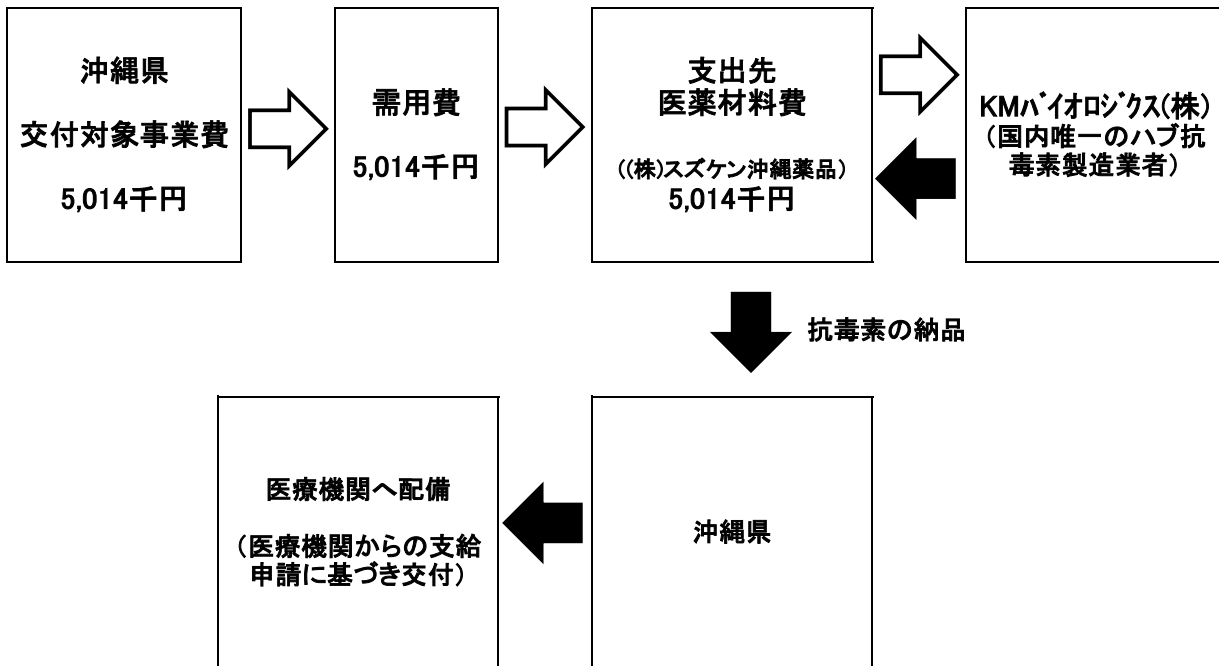 沖縄県
交付対象事業費
5,014千円
需用費
5,014千円
支出先
医薬材料費
((株)スズケン沖縄薬品)
5,014千円
KMバイオロジクス(株)
(国内唯一のハブ抗
毒素製造業者)
抗毒素の納品
医療機関へ配備
(医療機関からの支給
申請に基づき交付)
沖縄県